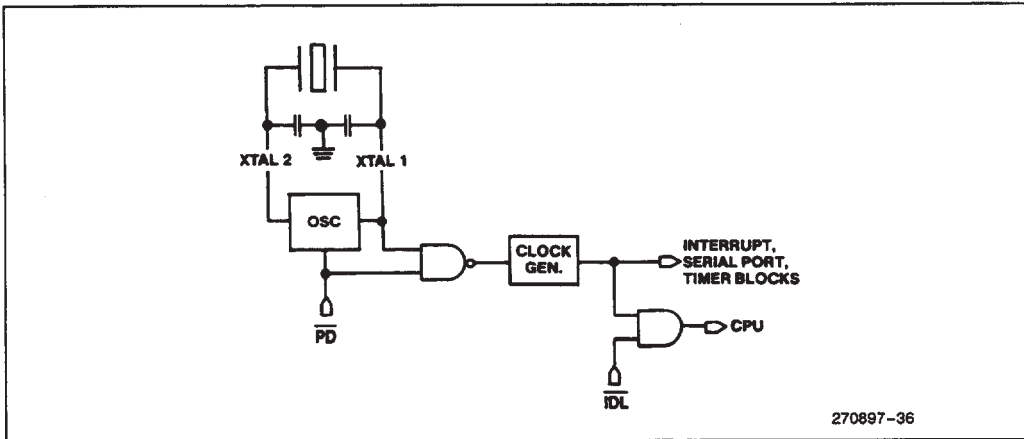 XTAL 2
XTAL 1
OSC
CLOCK
GEN.
INTERRUPT,
SERIAL PORT,
TIMER BLOCKS
CPU
PD
IDL
270897-36